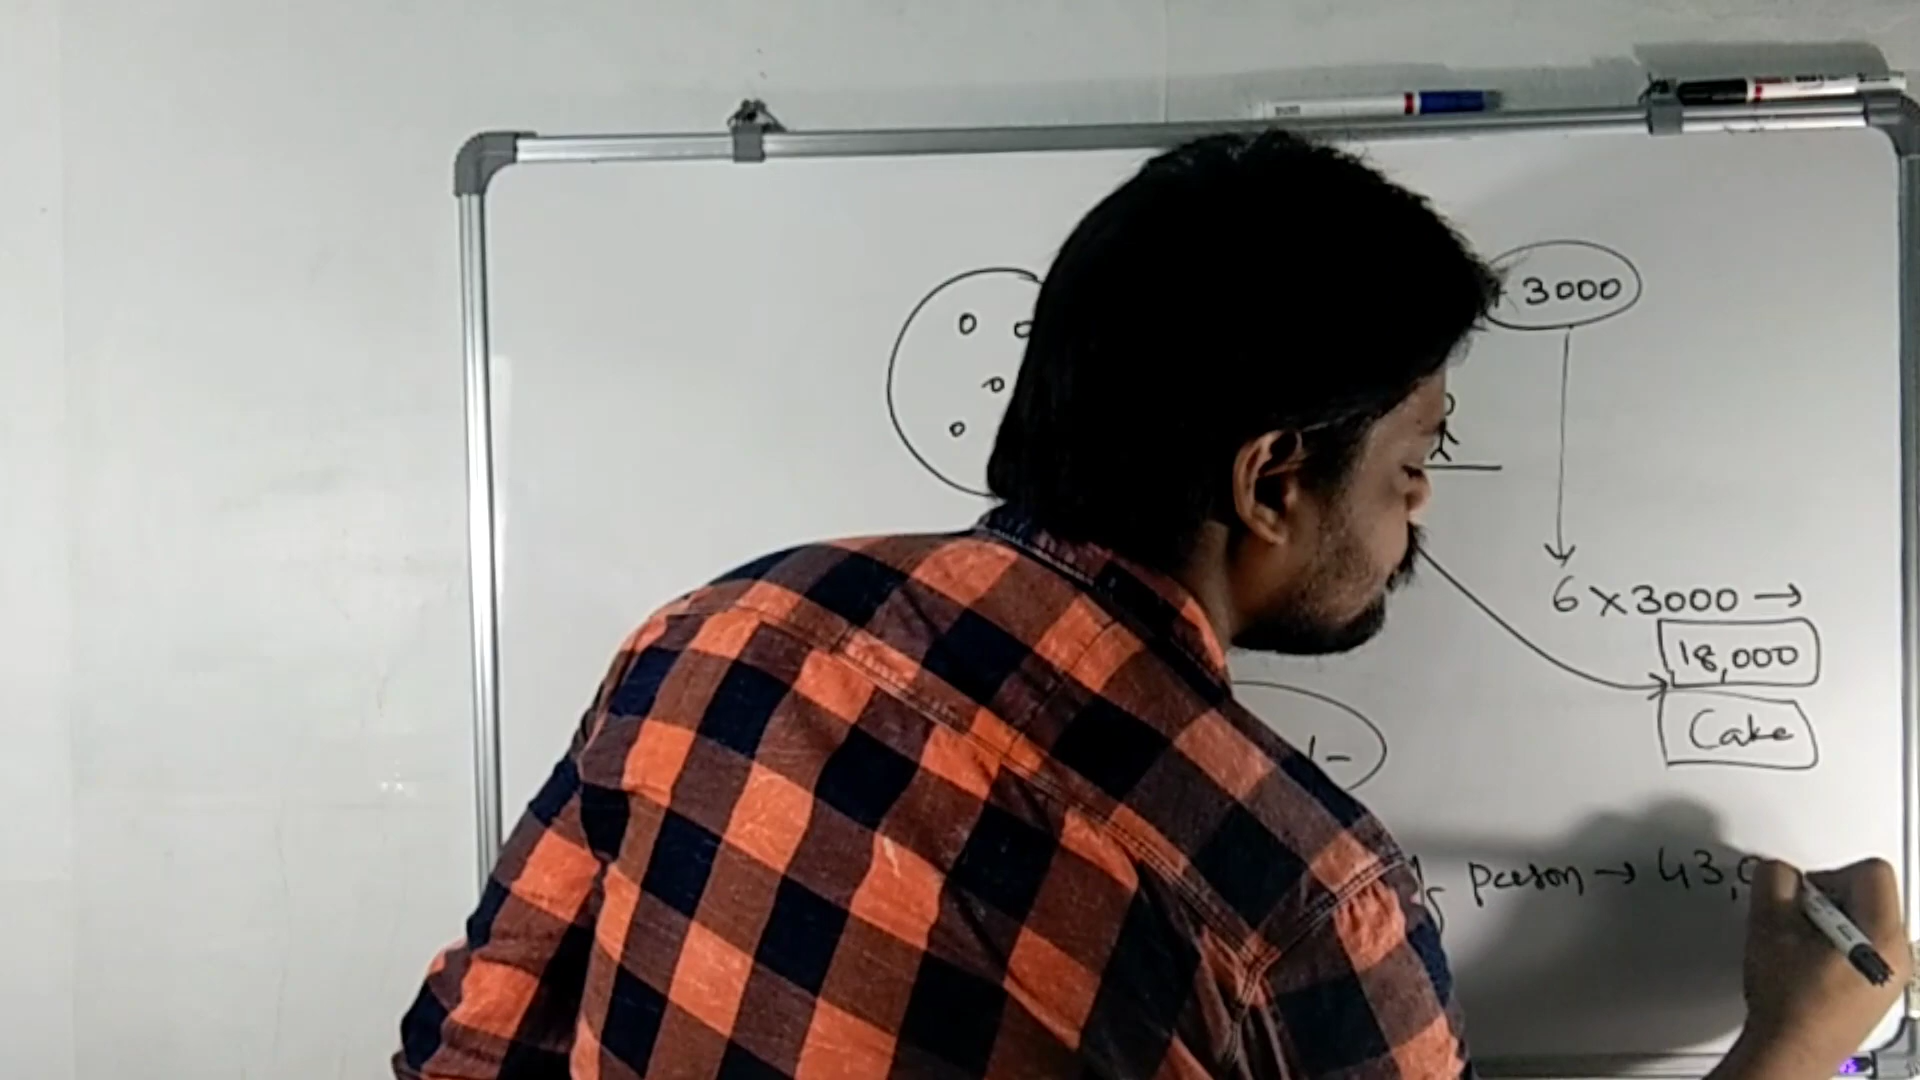 + 3000
6 × 3000 →
18,000
Cake
person → 43,0